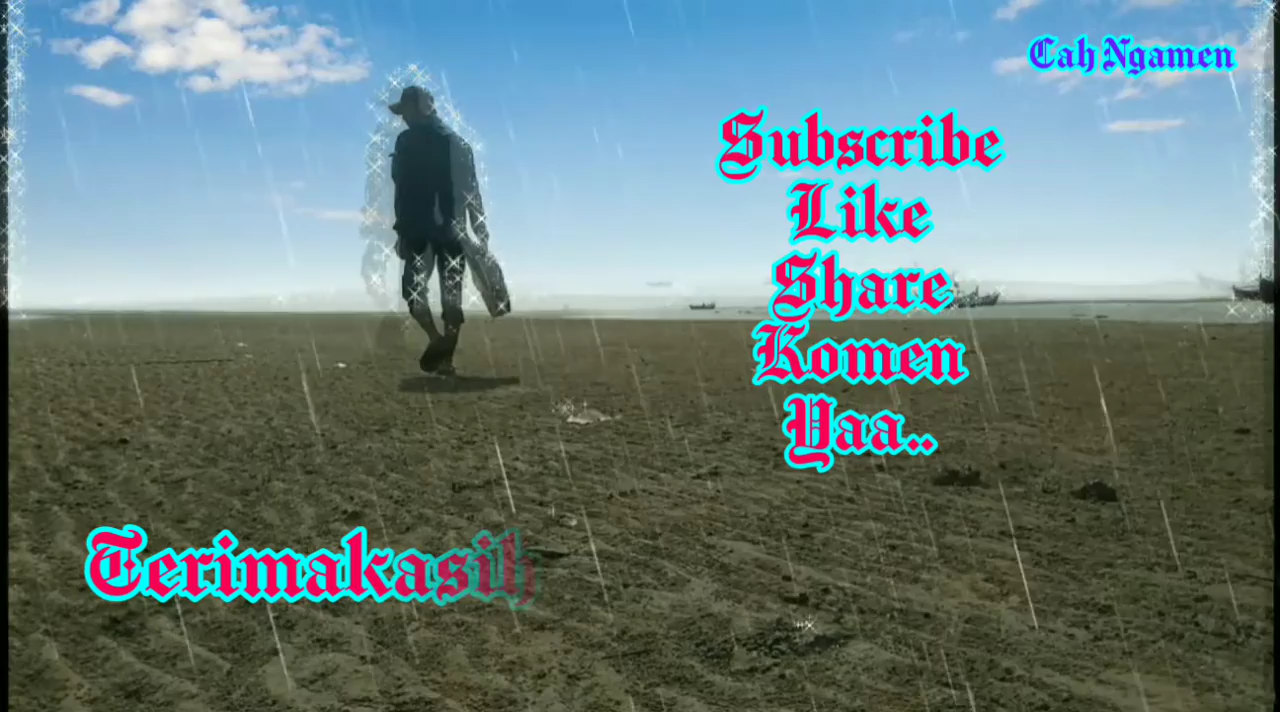 Cah Ngamen
Subscribe
Like
Share
Komen
Yaa..
Terimakasih